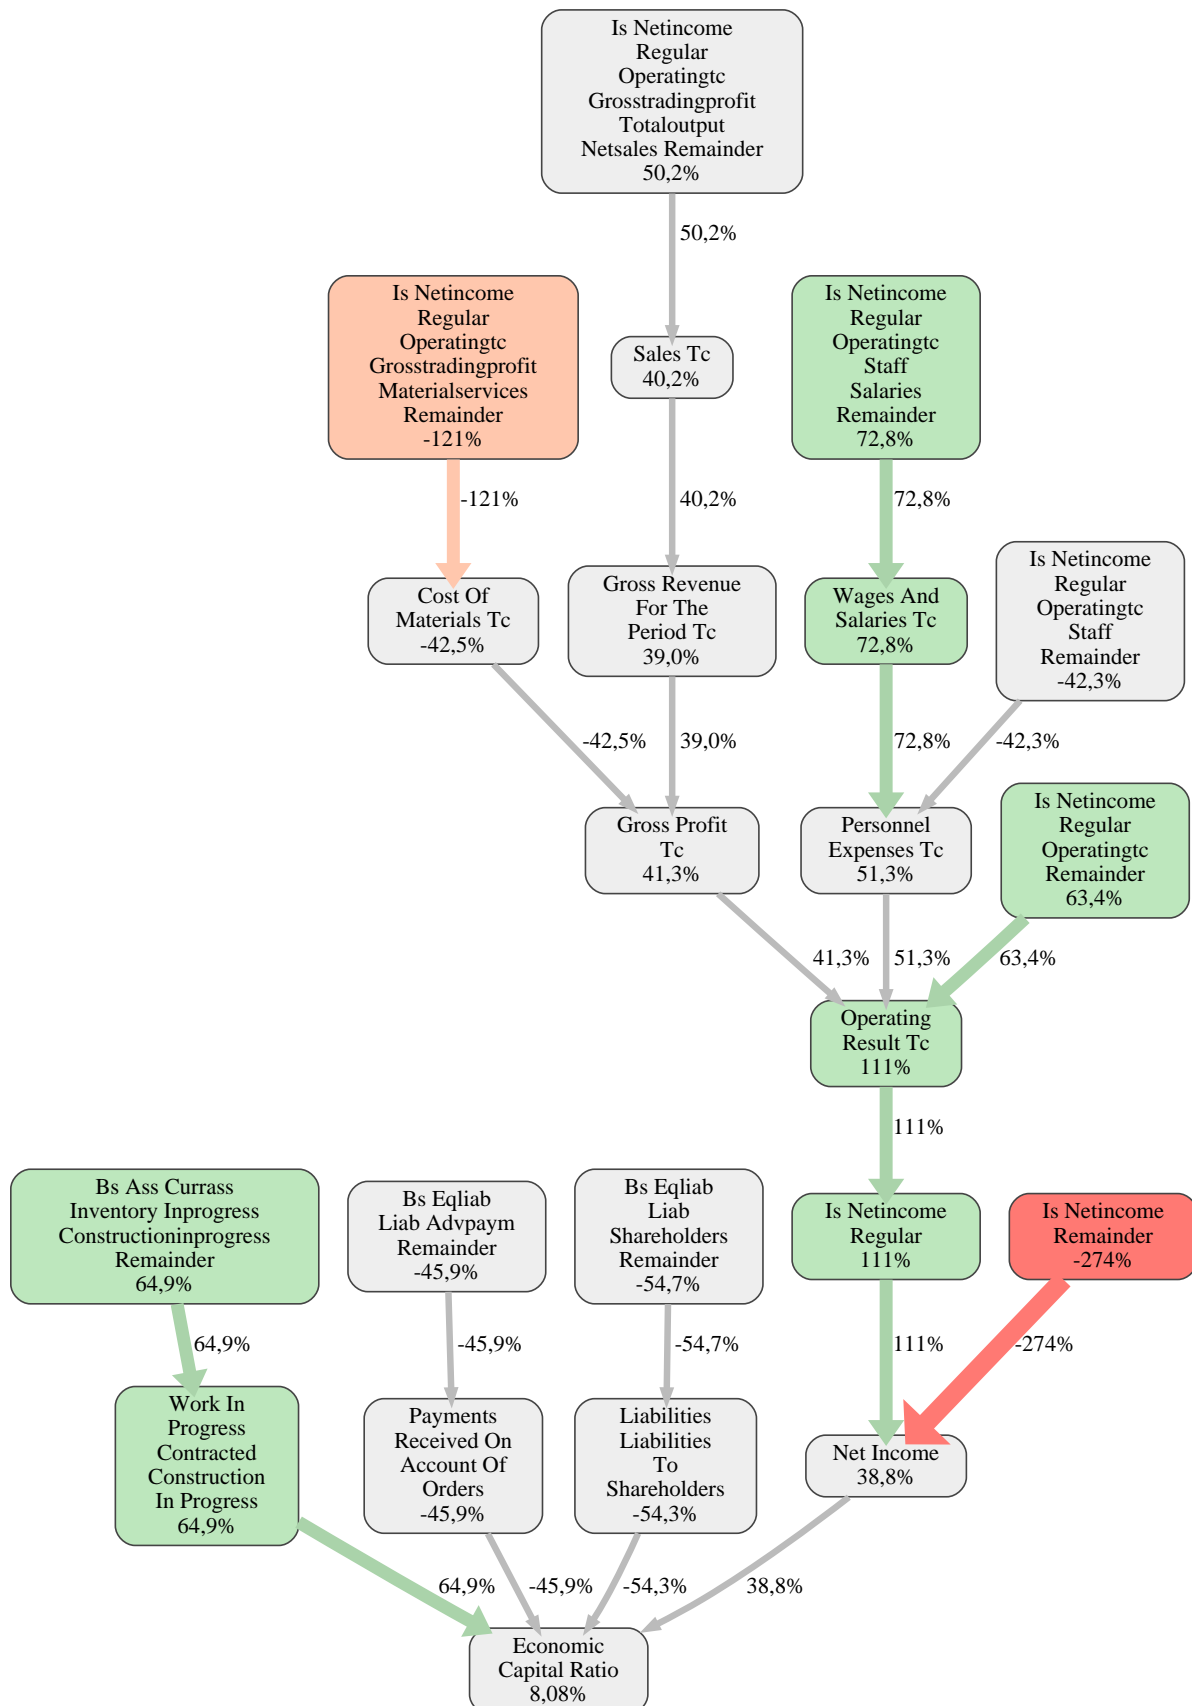 Is Netincome
Regular
Operatingtc
Grosstradingprofit
Totaloutput
Netsales Remainder
50,2%
50,2%
Is Netincome
Regular
Operatingtc
Grosstradingprofit
Materialservices
Remainder
-121%
Sales Tc
40,2%
Is Netincome
Regular
Operatingtc
Staff
Salaries
Remainder
72,8%
-121%
40,2%
72,8%
Cost Of
Materials Tc
-42,5%
Gross Revenue
For The
Period Tc
39,0%
Wages And
Salaries Tc
72,8%
Is Netincome
Regular
Operatingtc
Staff
Remainder
-42,3%
-42,5%
39,0%
72,8%
-42,3%
Gross Profit
Tc
41,3%
Personnel
Expenses Tc
51,3%
Is Netincome
Regular
Operatingtc
Remainder
63,4%
41,3%
51,3%
63,4%
Operating
Result Tc
111%
111%
Bs Ass Currass
Inventory Inprogress
Constructioninprogress
Remainder
64,9%
Bs Eqliab
Liab Advpaym
Remainder
-45,9%
Bs Eqliab
Liab
Shareholders
Remainder
-54,7%
Is Netincome
Regular
111%
Is Netincome
Remainder
-274%
64,9%
-45,9%
-54,7%
111%
-274%
Work In
Progress
Contracted
Construction
In Progress
64,9%
Payments
Received On
Account Of
Orders
-45,9%
Liabilities
Liabilities
To
Shareholders
-54,3%
Net Income
38,8%
64,9%
-45,9%
-54,3%
38,8%
Economic
Capital Ratio
8,08%